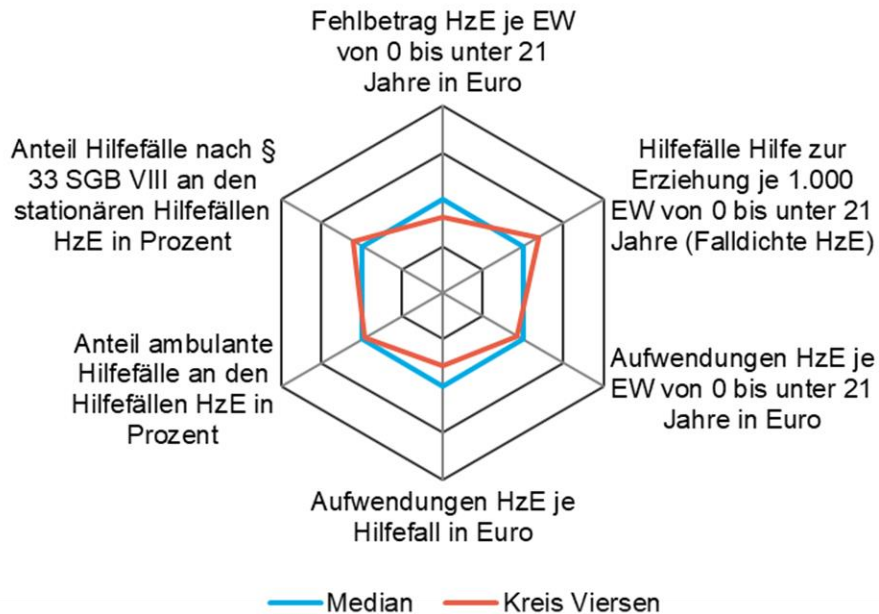 Fehlbetrag HzE je EW
von 0 bis unter 21
Jahre in Euro
Anteil Hilfefälle nach §
33 SGB VIII an den
stationären Hilfefällen
HzE in Prozent
Hilfefälle Hilfe zur
Erziehung je 1.000
EW von 0 bis unter 21
Jahre (Falldichte HzE)
Anteil ambulante
Hilfefälle an den
Hilfefällen HzE in
Prozent
Aufwendungen HzE je
EW von 0 bis unter 21
Jahre in Euro
Aufwendungen HzE je
Hilfefall in Euro
Median
Kreis Viersen